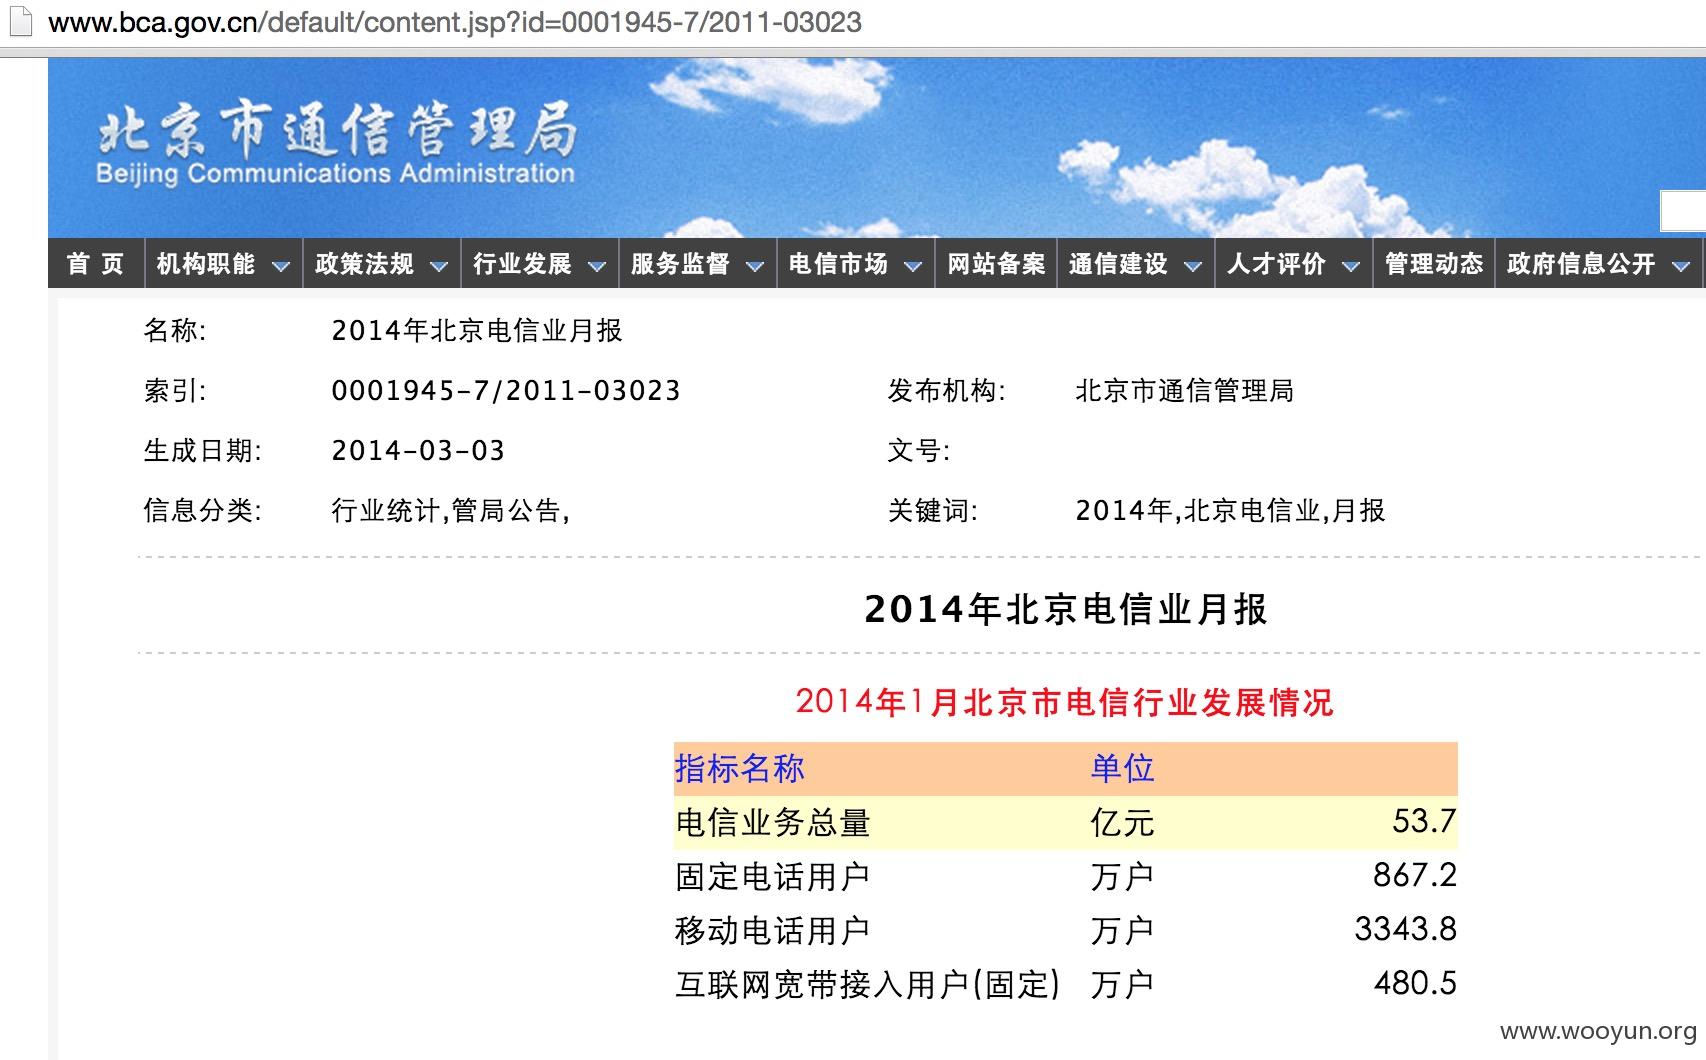 www.bca.gov.cn/default/content.jsp?id=0001945-7/2011-03023
北京市通信管理局
Beijing Communications Administration
首 页 机构职能 政策法规 行业发展 服务监督 电信市场 网站备案 通信建设 人才评价 管理动态 政府信息公开
名称: 2014年北京电信业月报
索引: 0001945-7/2011-03023 发布机构: 北京市通信管理局
生成日期: 2014-03-03 文号:
信息分类: 行业统计,管局公告, 关键词: 2014年,北京电信业,月报
2014年北京电信业月报
2014年1月北京市电信行业发展情况
指标名称 单位
电信业务总量 亿元 53.7
固定电话用户 万户 867.2
移动电话用户 万户 3343.8
互联网宽带接入用户(固定) 万户 480.5
www.wooyun.org